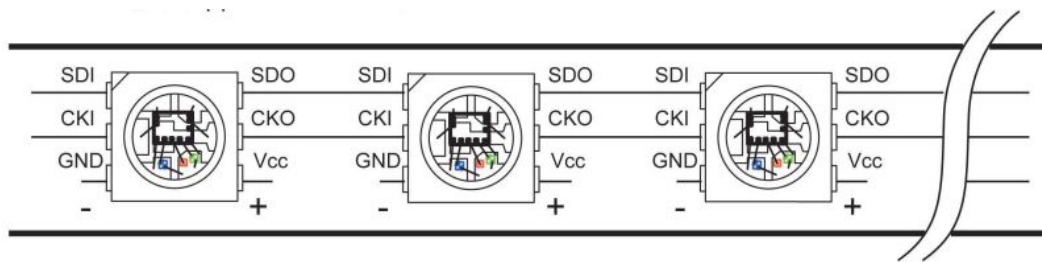 SDI SDO SDI SDO SDI SDO
CKI CKO CKI CKO CKI CKO
GND Vcc GND Vcc GND Vcc
- + - + - +